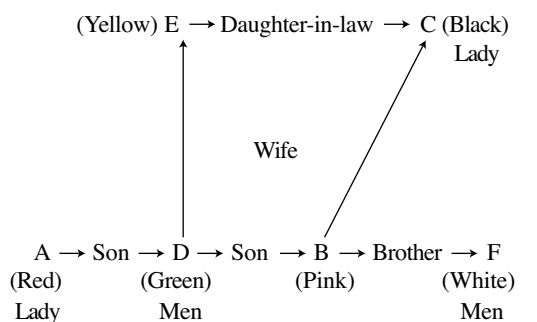 (Yellow) E → Daughter-in-law → C (Black)
Lady
Wife
A → Son → D → Son → B → Brother → F
(Red) (Green) (Pink) (White)
Lady Men Men